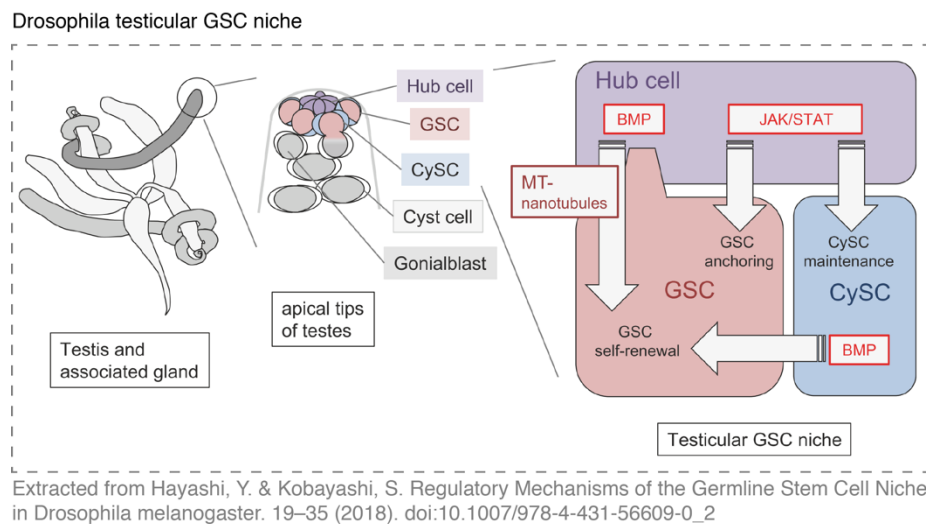 Drosophila testicular GSC niche
Hub cell
GSC
CySC
Cyst cell
Gonialblast
apical tips
of testes
Testis and
associated gland
Hub cell
BMP
JAK/STAT
MT-
nanotubules
GSC
anchoring
CySC
maintenance
GSC
CySC
GSC
self-renewal
BMP
Testicular GSC niche
Extracted from Hayashi, Y. & Kobayashi, S. Regulatory Mechanisms of the Germline Stem Cell Niche
in Drosophila melanogaster. 19–35 (2018). doi:10.1007/978-4-431-56609-0_2